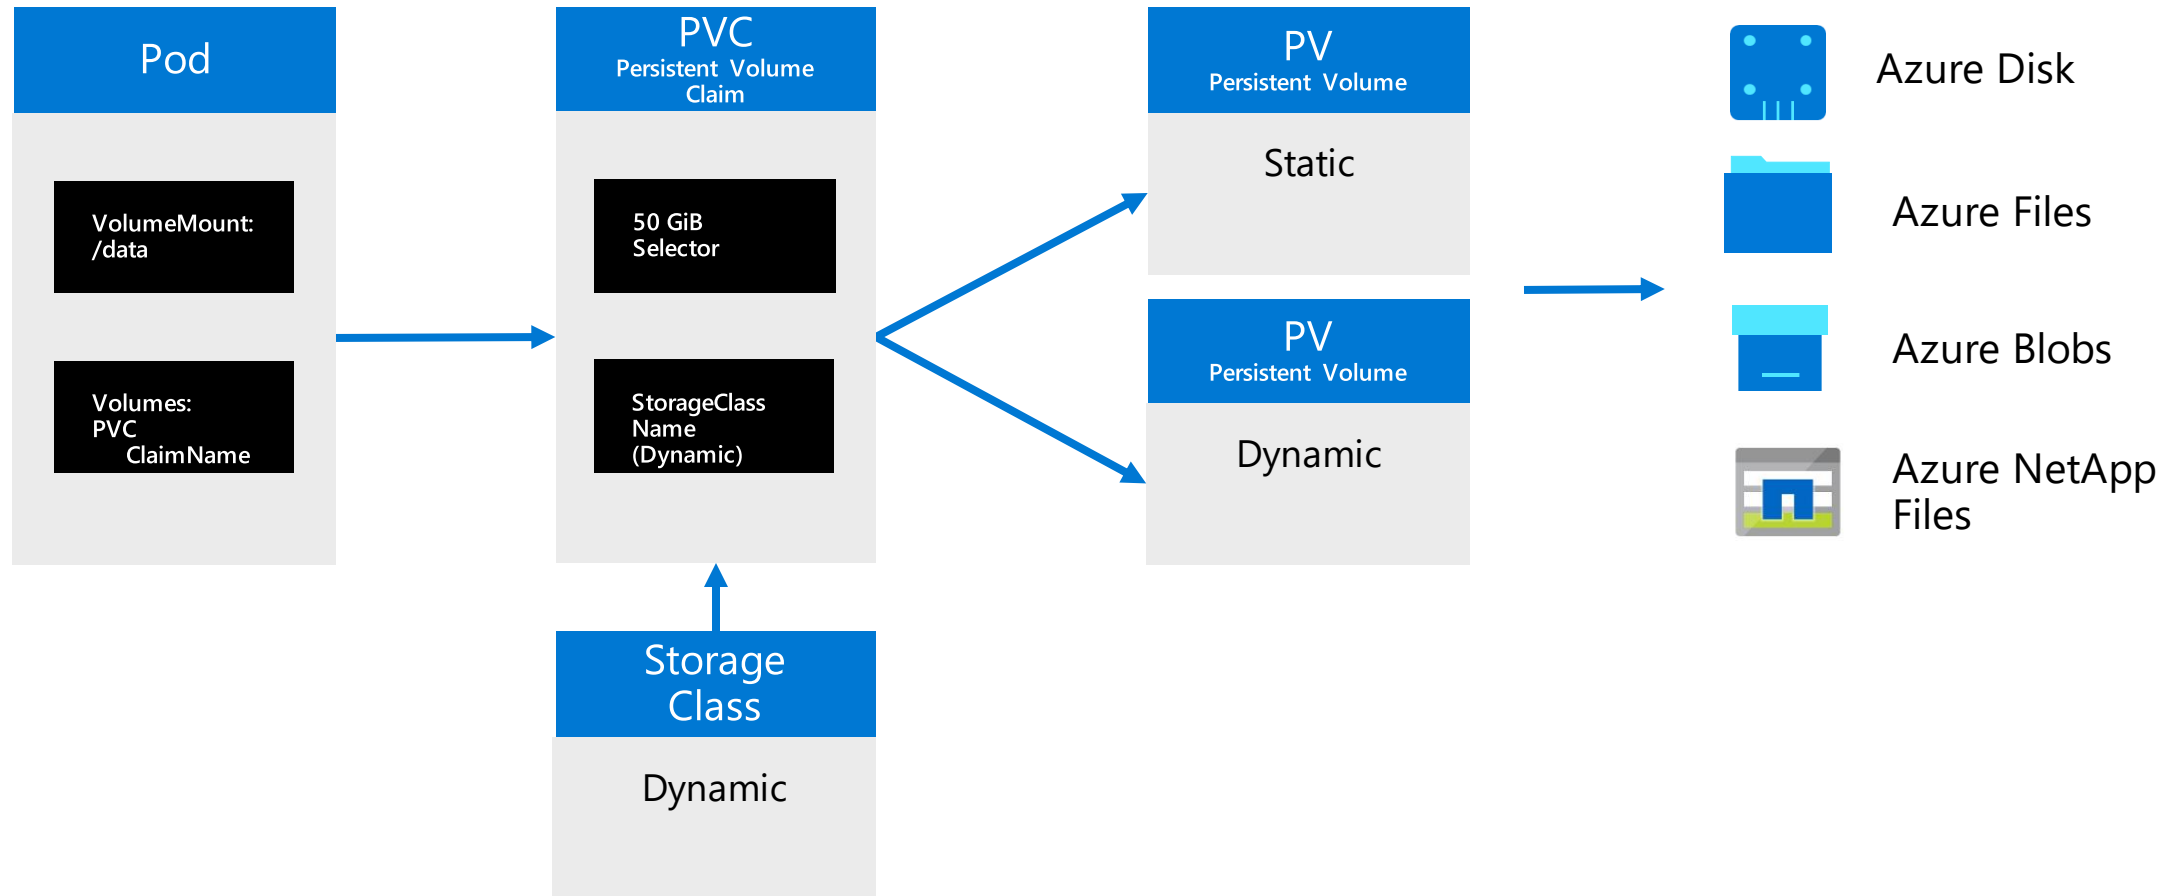 Pod
VolumeMount:
/data
Volumes:
PVC
ClaimName
PVC
Persistent Volume
Claim
50 GiB
Selector
StorageClass
Name
(Dynamic)
Storage
Class
Dynamic
PV
Persistent Volume
Static
PV
Persistent Volume
Dynamic
Azure Disk
Azure Files
Azure Blobs
Azure NetApp
Files